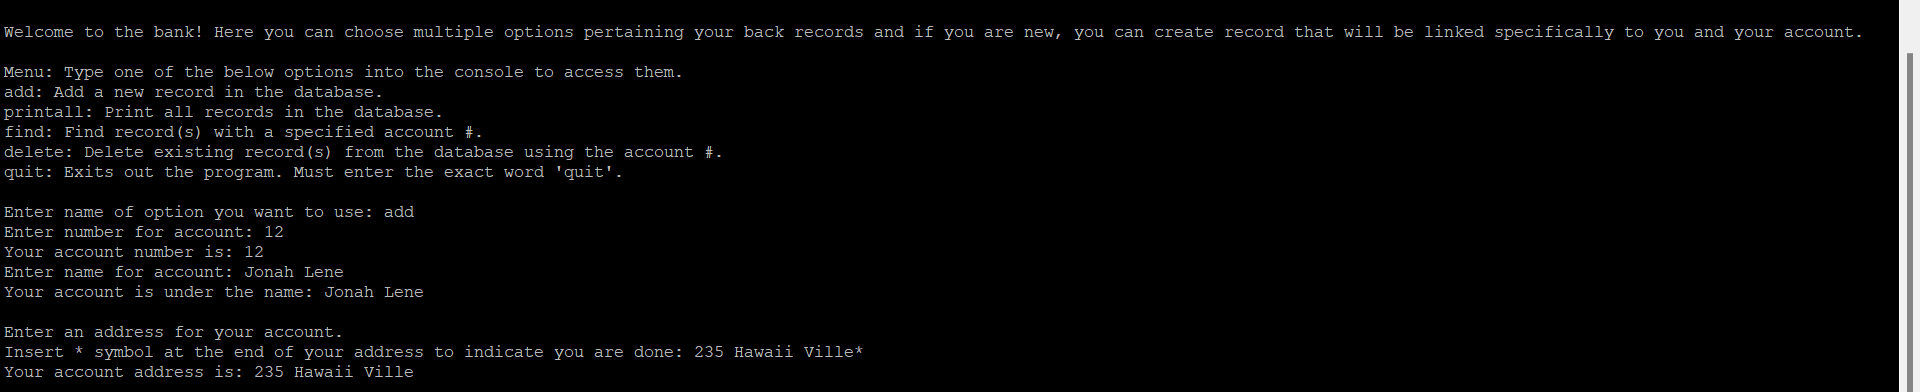 Welcome to the bank! Here you can choose multiple options pertaining your back records and if you are new, you can create record that will be linked specifically to you and your account.
Menu: Type one of the below options into the console to access them.
add: Add a new record in the database.
printall: Print all records in the database.
find: Find record(s) with a specified account #.
delete: Delete existing record(s) from the database using the account #.
quit: Exits out the program. Must enter the exact word 'quit'.
Enter name of option you want to use: add
Enter number for account: 12
Your account number is: 12
Enter name for account: Jonah Lene
Your account is under the name: Jonah Lene
Enter an address for your account.
Insert * symbol at the end of your address to indicate you are done: 235 Hawaii Ville*
Your account address is: 235 Hawaii Ville